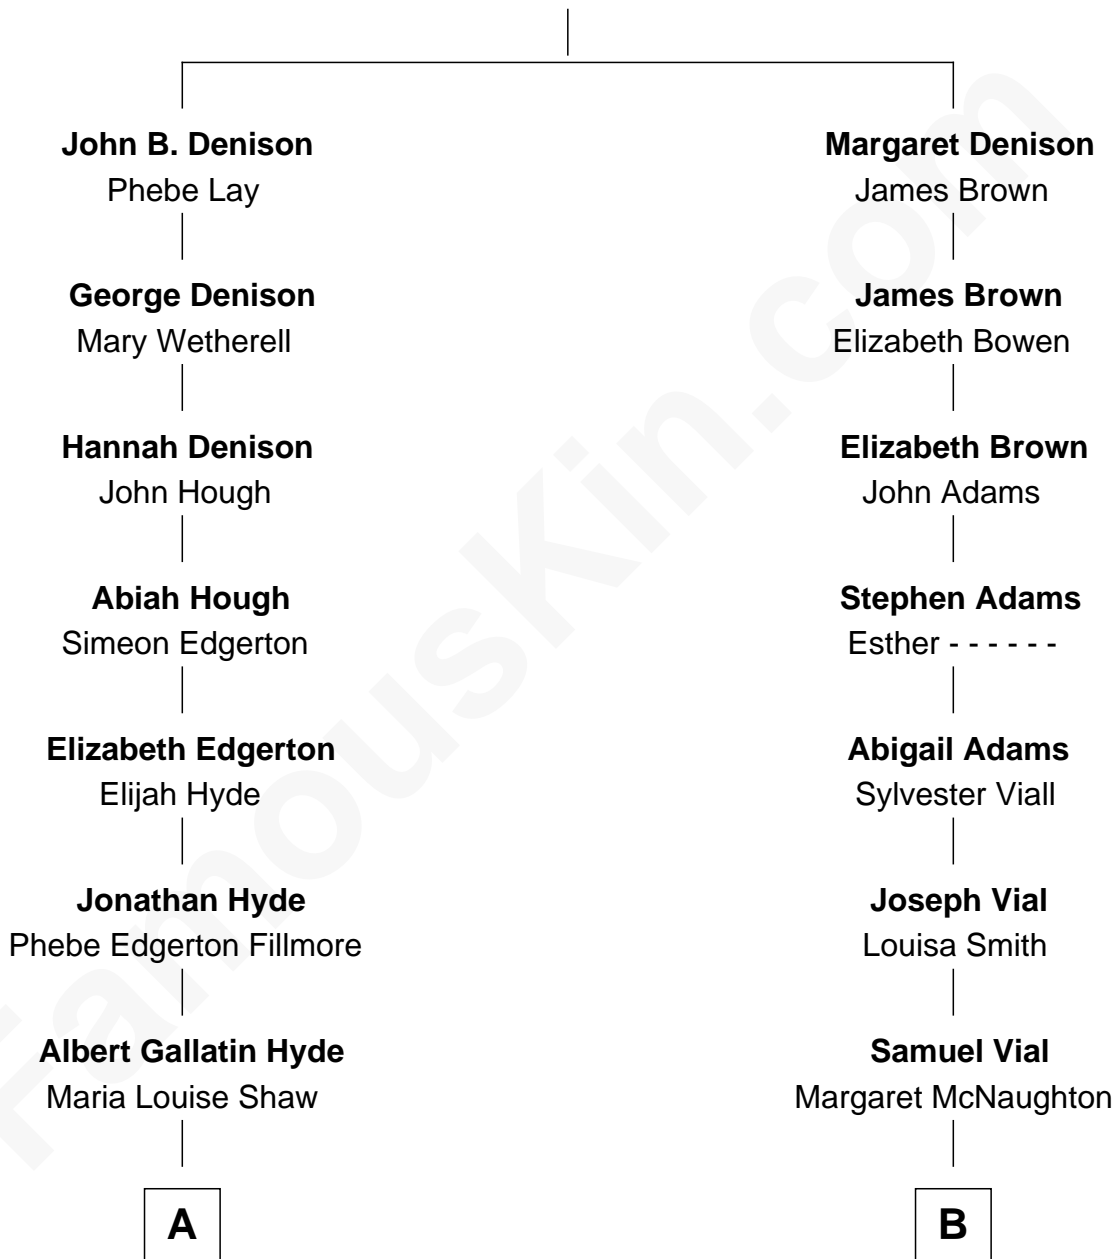 John B. Denison
Phebe Lay
Margaret Denison
James Brown
George Denison
Mary Wetherell
James Brown
Elizabeth Bowen
Hannah Denison
John Hough
Elizabeth Brown
John Adams
Abiah Hough
Simeon Edgerton
Stephen Adams
Esther - - - - - -
Elizabeth Edgerton
Elijah Hyde
Abigail Adams
Sylvester Viall
Jonathan Hyde
Phebe Edgerton Fillmore
Joseph Vial
Louisa Smith
Albert Gallatin Hyde
Maria Louise Shaw
Samuel Vial
Margaret McNaughton
A
B
FamousKin.com